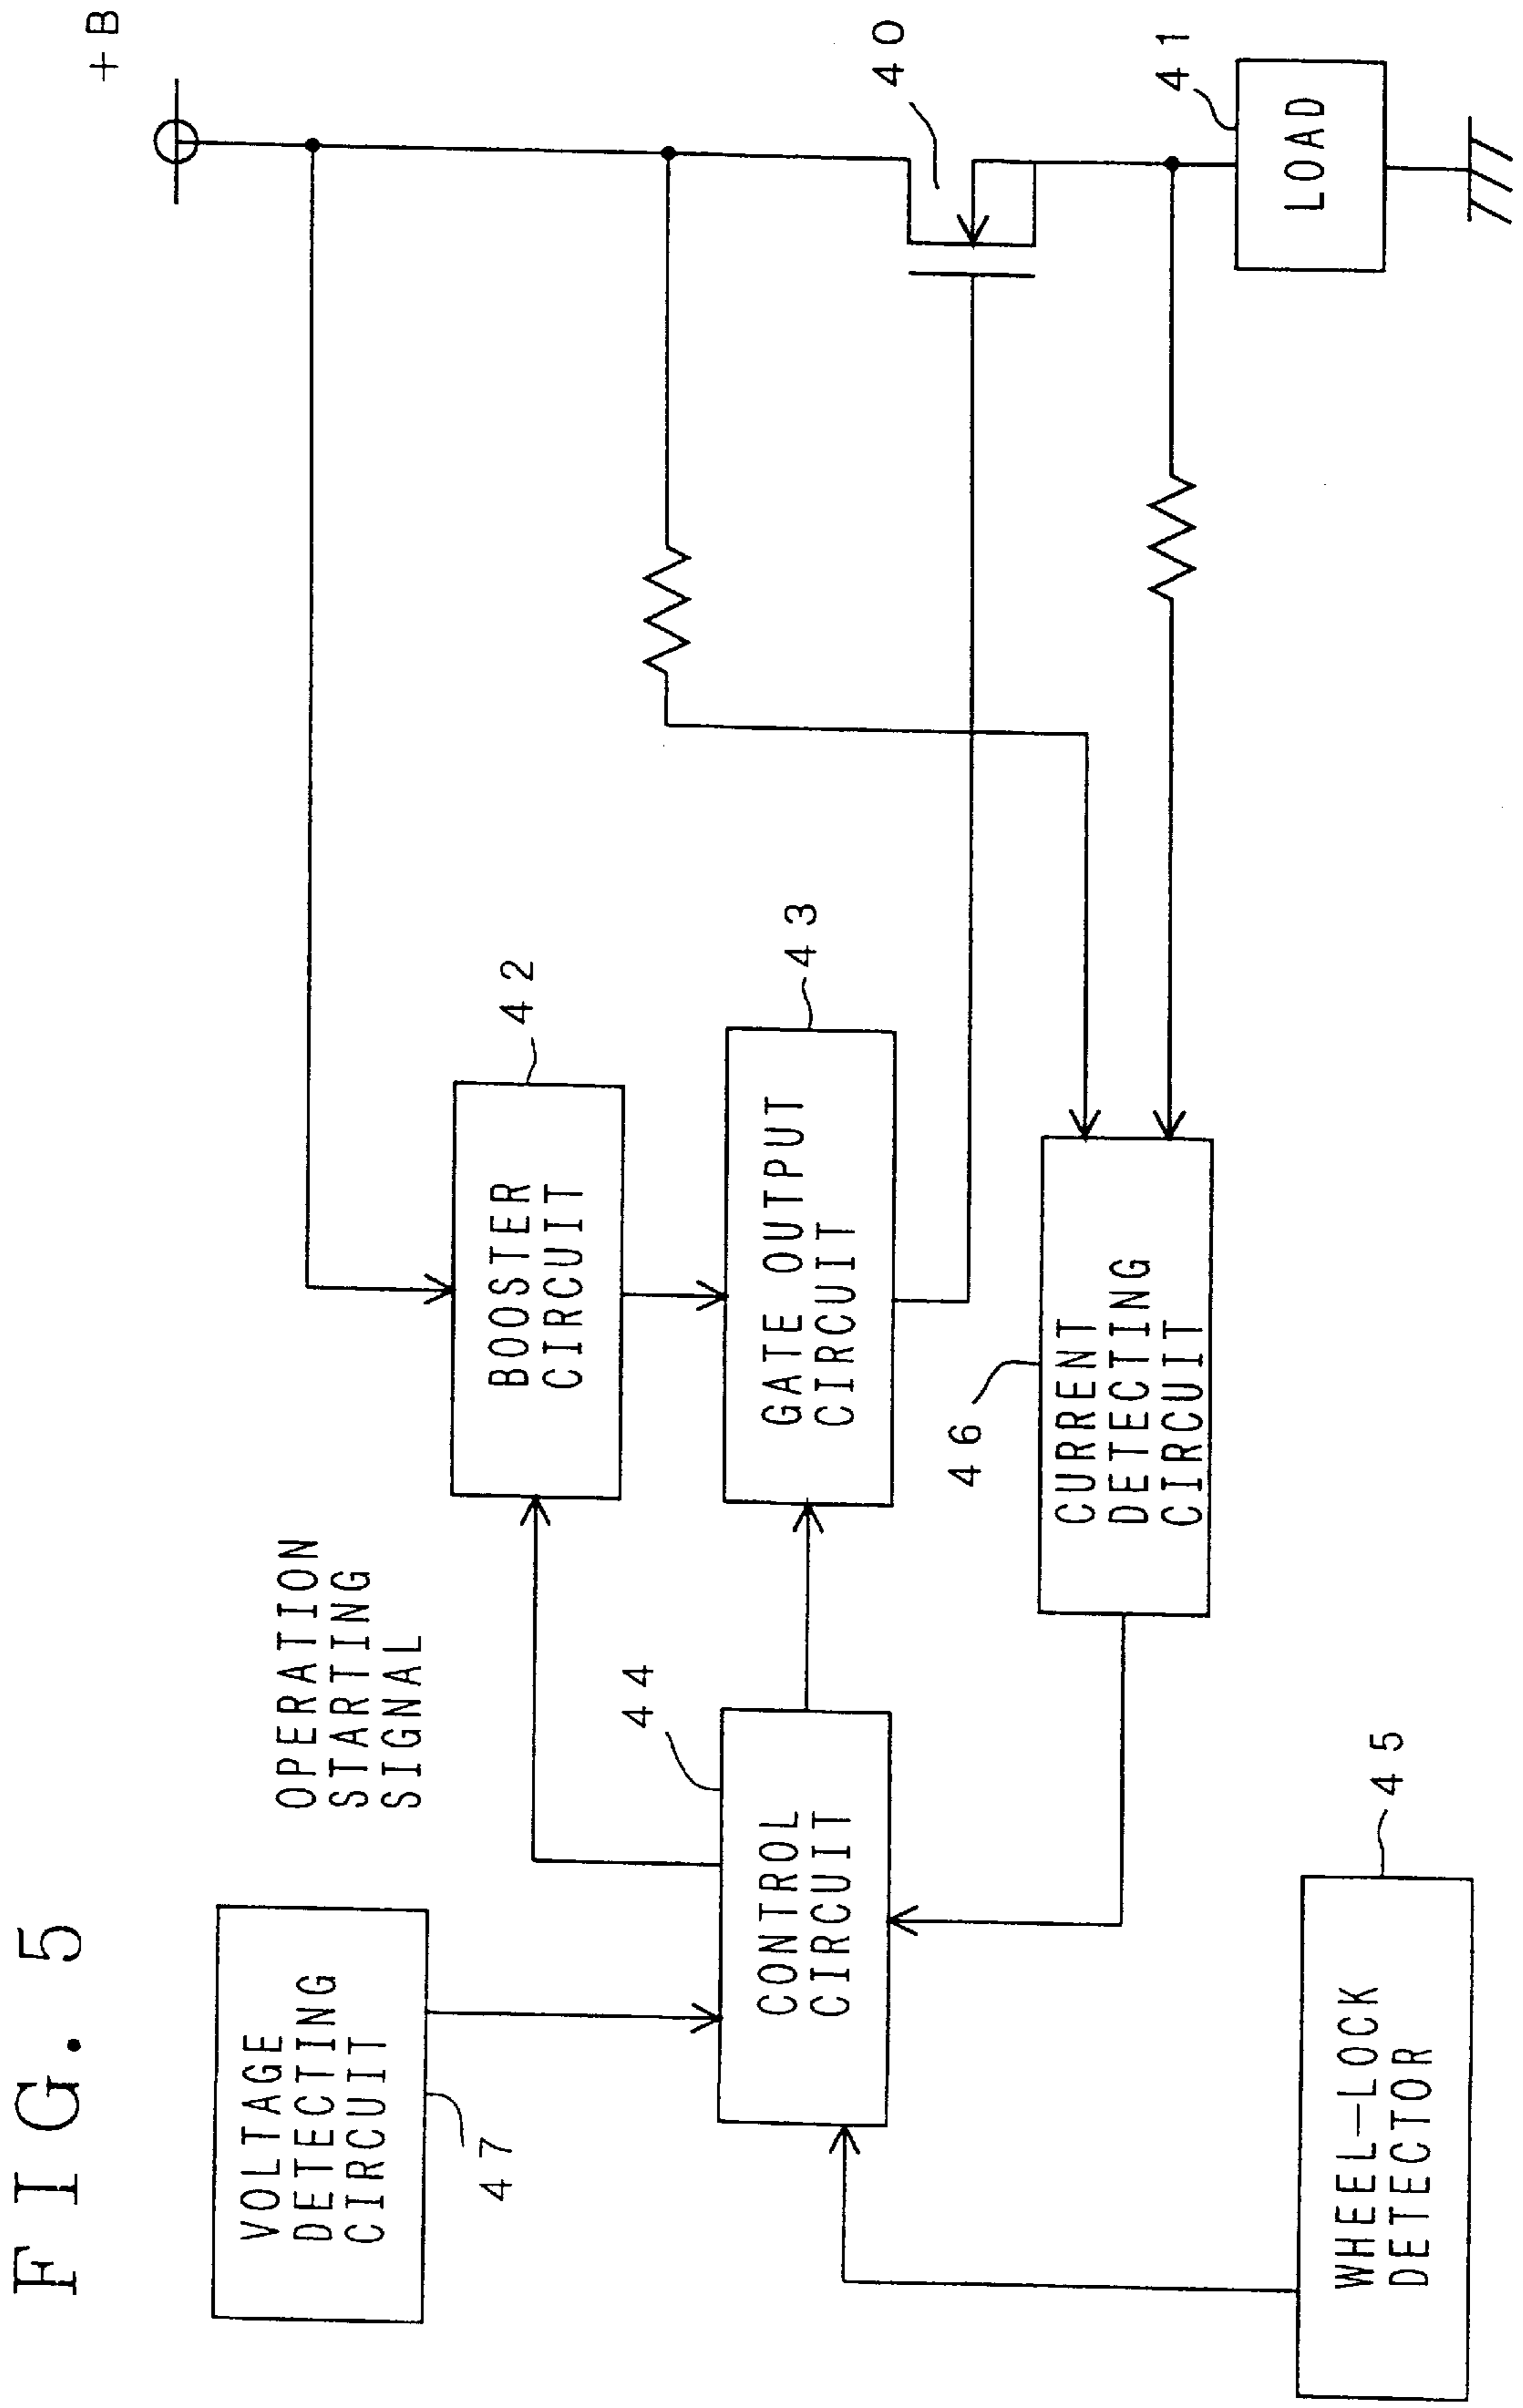 FIG. 5
VOLTAGE
DETECTING
CIRCUIT
47
OPERATION
STARTING
SIGNAL
BOOSTER
CIRCUIT
42
+B
CONTROL
CIRCUIT
44
GATE OUTPUT
CIRCUIT
43
40
CURRENT
DETECTING
CIRCUIT
46
41
LOAD
WHEEL-LOCK
DETECTOR
45